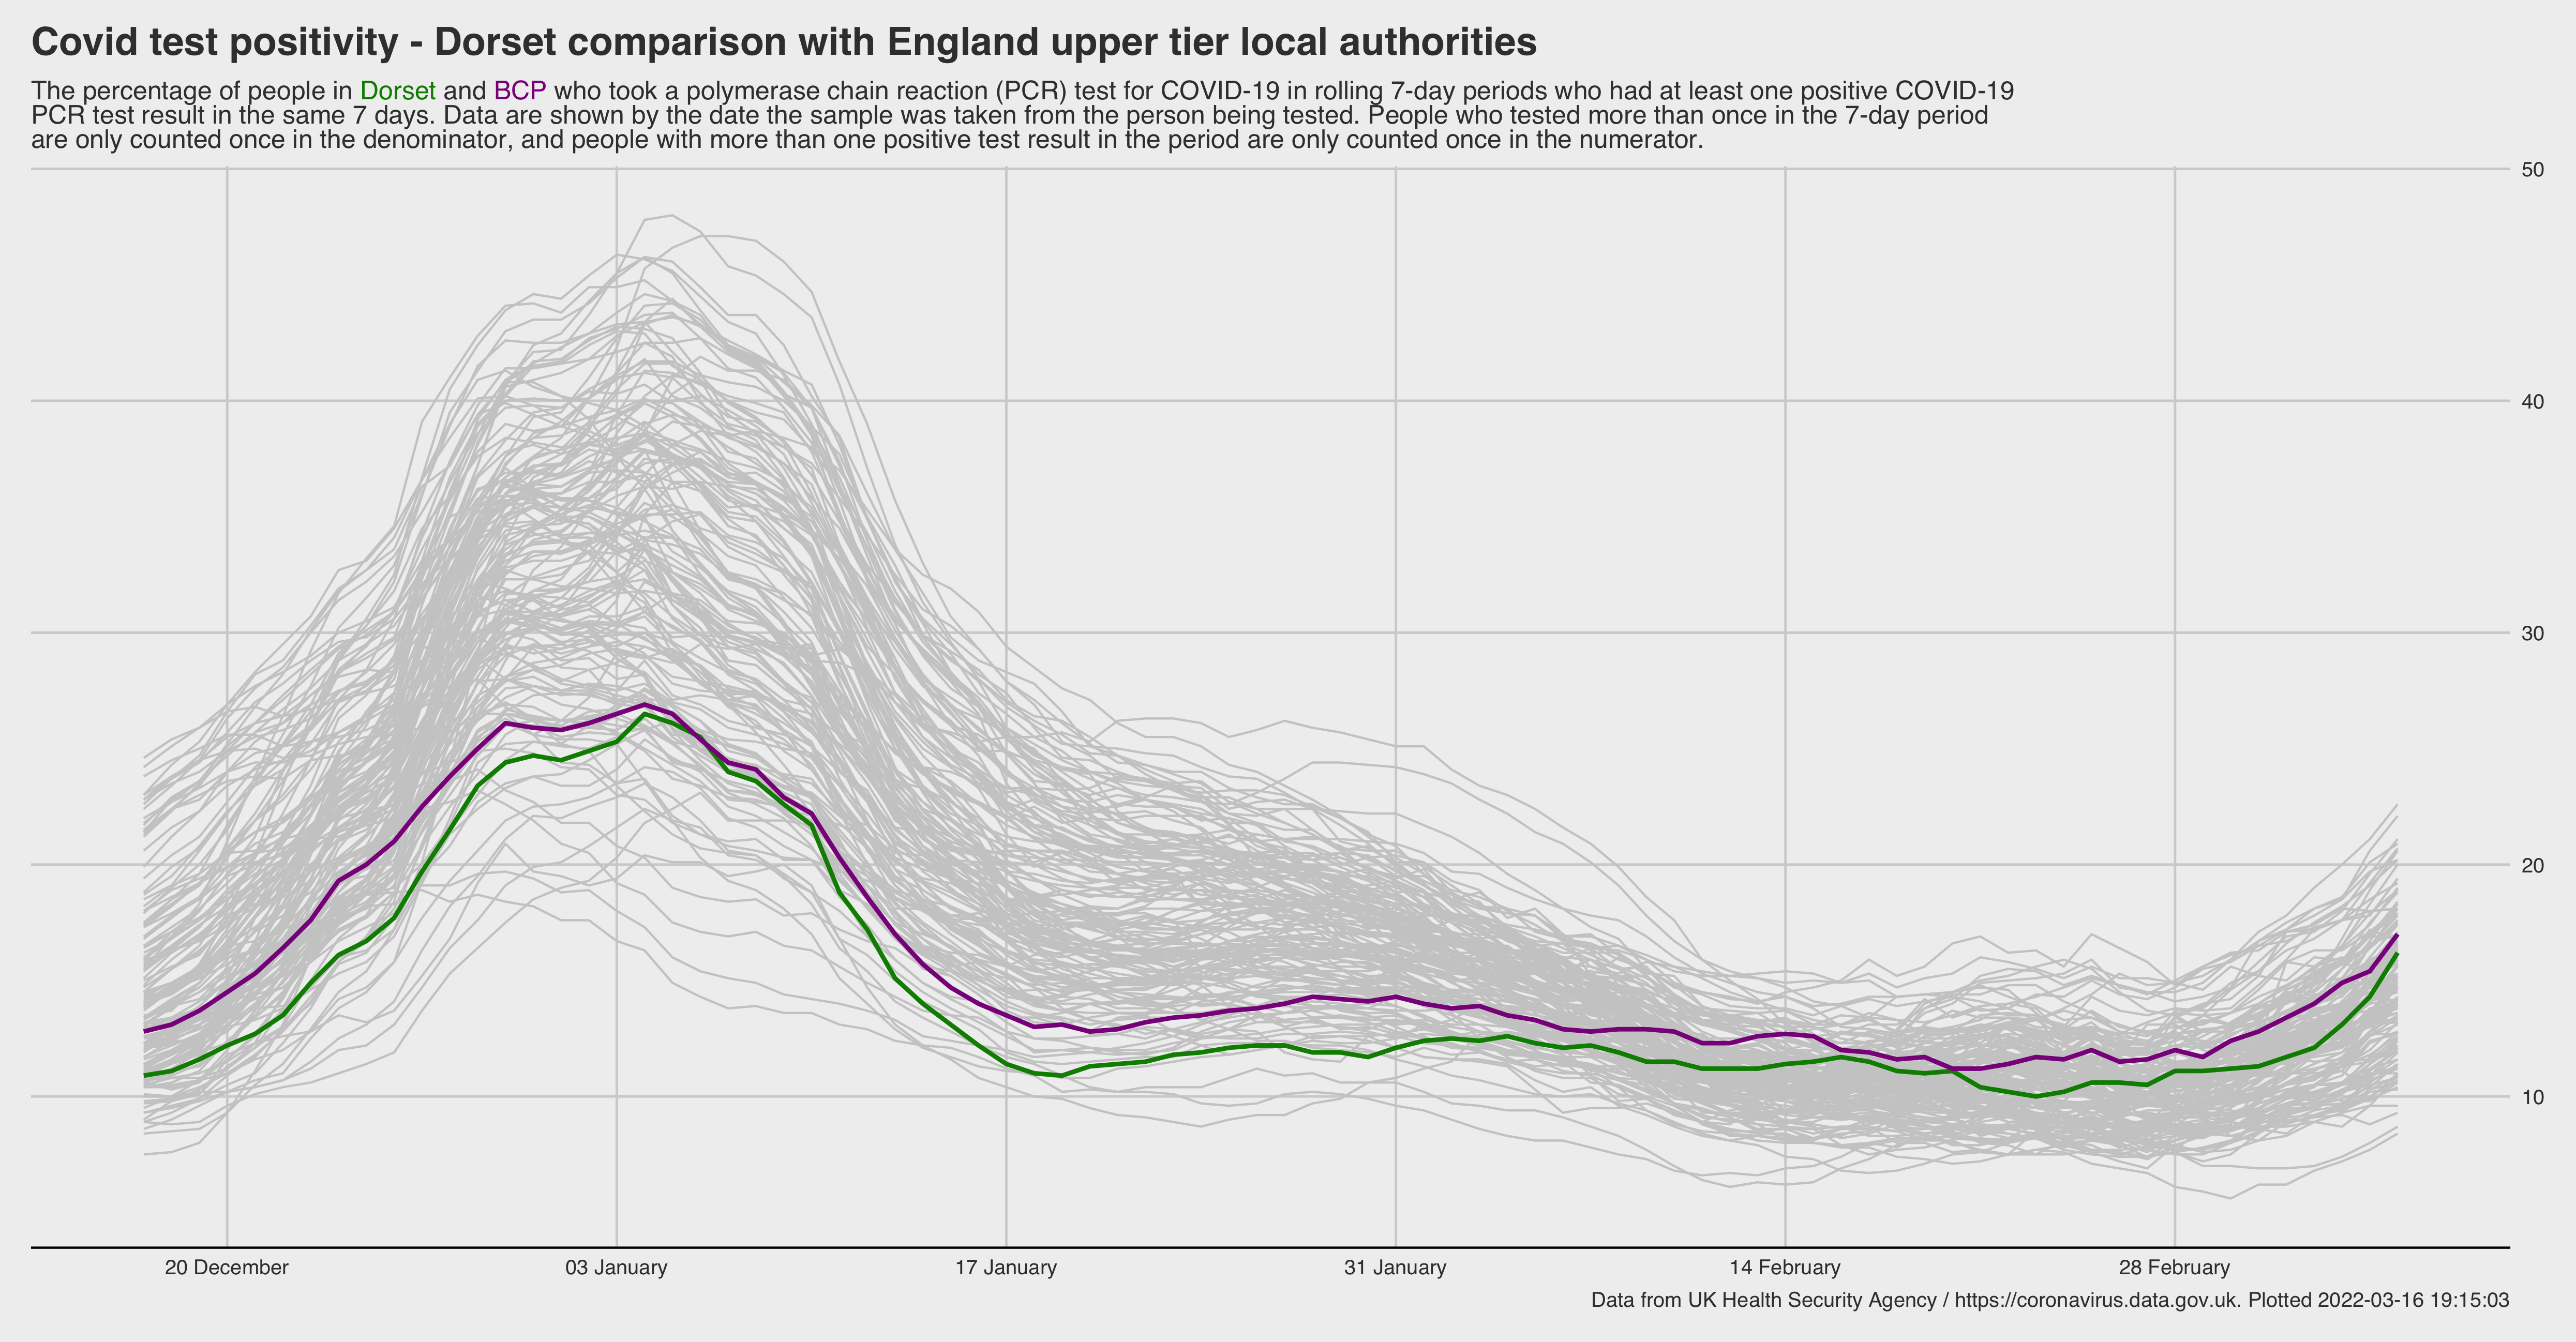 Covid test positivity - Dorset comparison with England upper tier local authorities
The percentage of people in Dorset and BCP who took a polymerase chain reaction (PCR) test for COVID-19 in rolling 7-day periods who had at least one positive COVID-19
PCR test result in the same 7 days. Data are shown by the date the sample was taken from the person being tested. People who tested more than once in the 7-day period
are only counted once in the denominator, and people with more than one positive test result in the period are only counted once in the numerator.
50
40
30
20
10
20 December
03 January
17 January
31 January
14 February
28 February
Data from UK Health Security Agency / https://coronavirus.data.gov.uk. Plotted 2022-03-16 19:15:03